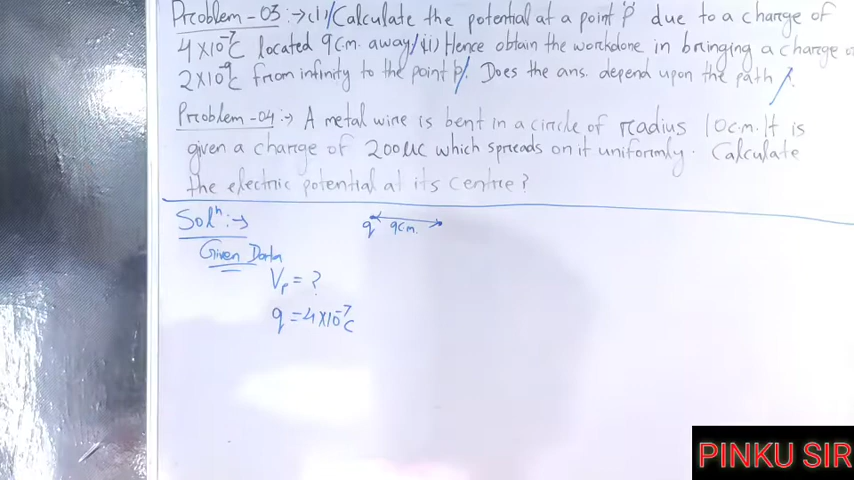 Problem-03:→(i) Calculate the potential at a point 'P' due to a charge of
4×10⁻⁷C located 9cm. away (ii) Hence obtain the workdone in bringing a charge of
2×10⁻⁹C from infinity to the point P. Does the ans. depend upon the path?
Problem-04:→ A metal wire is bent in a circle of radius 10c.m. It is
given a charge of 200μC which spreads on it uniformly. Calculate
the electric potential at its centre?
Solⁿ:→
q 9cm.
Given Data
Vₚ = ?
q = 4×10⁻⁷C
PINKU SIR